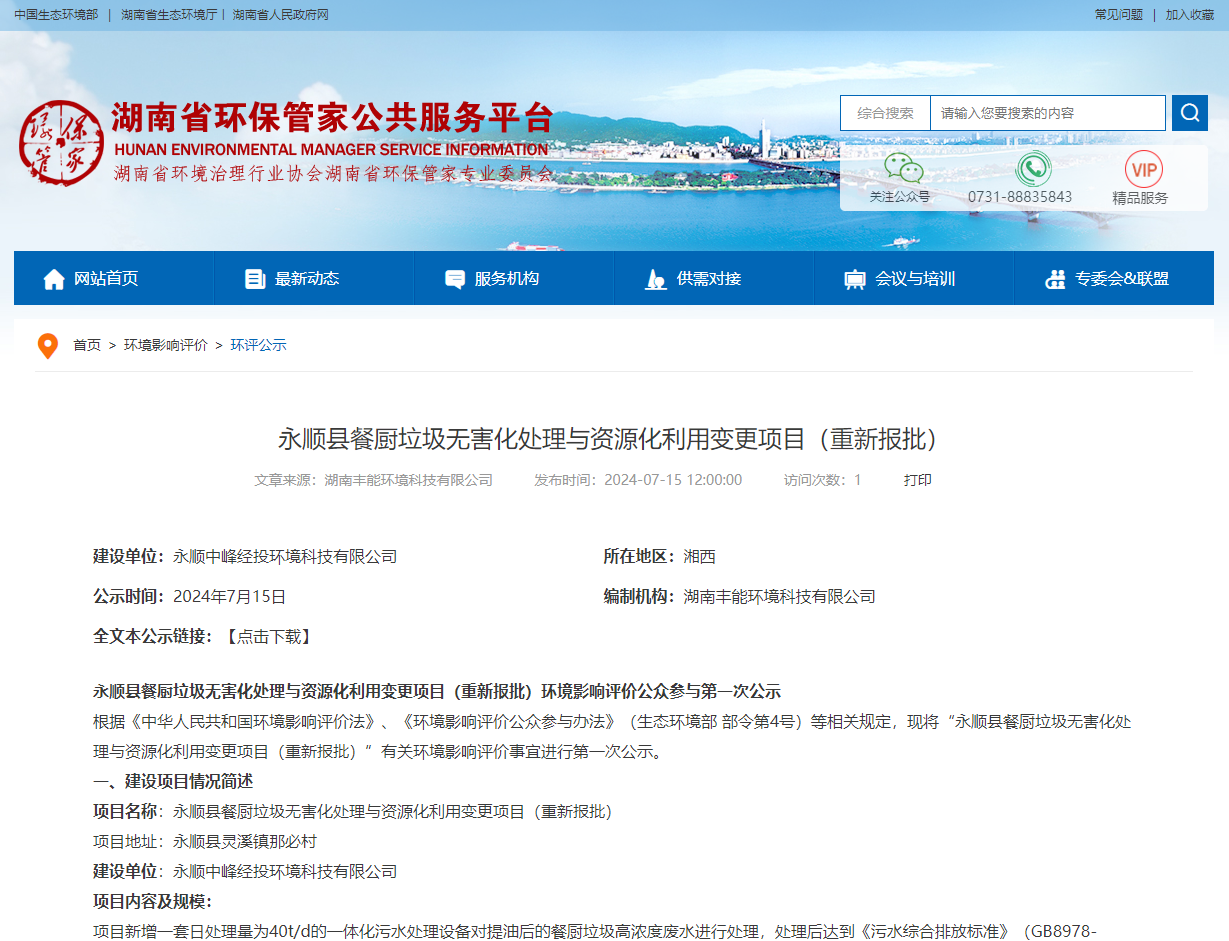 中国生态环境部 | 湖南省生态环境厅 | 湖南省人民政府网 常见问题 | 加入收藏
环保管家
湖南省环保管家公共服务平台
HUNAN ENVIRONMENTAL MANAGER SERVICE INFORMATION
湖南省环境治理行业协会湖南省环保管家专业委员会
综合搜索 请输入您要搜索的内容
VIP
关注公众号 0731-88835843 精品服务
网站首页 最新动态 服务机构 供需对接 会议与培训 专委会&联盟
首页 > 环境影响评价 > 环评公示
永顺县餐厨垃圾无害化处理与资源化利用变更项目（重新报批）
文章来源：湖南丰能环境科技有限公司 发布时间：2024-07-15 12:00:00 访问次数：1 打印
建设单位：永顺中峰经投环境科技有限公司 所在地区：湘西
公示时间：2024年7月15日 编制机构：湖南丰能环境科技有限公司
全文本公示链接：【点击下载】
永顺县餐厨垃圾无害化处理与资源化利用变更项目（重新报批）环境影响评价公众参与第一次公示
根据《中华人民共和国环境影响评价法》、《环境影响评价公众参与办法》（生态环境部 部令第4号）等相关规定，现将“永顺县餐厨垃圾无害化处
理与资源化利用变更项目（重新报批）”有关环境影响评价事宜进行第一次公示。
一、建设项目情况简述
项目名称：永顺县餐厨垃圾无害化处理与资源化利用变更项目（重新报批）
项目地址：永顺县灵溪镇那必村
建设单位：永顺中峰经投环境科技有限公司
项目内容及规模：
项目新增一套日处理量为40t/d的一体化污水处理设备对提油后的餐厨垃圾高浓度废水进行处理，处理后达到《污水综合排放标准》（GB8978-